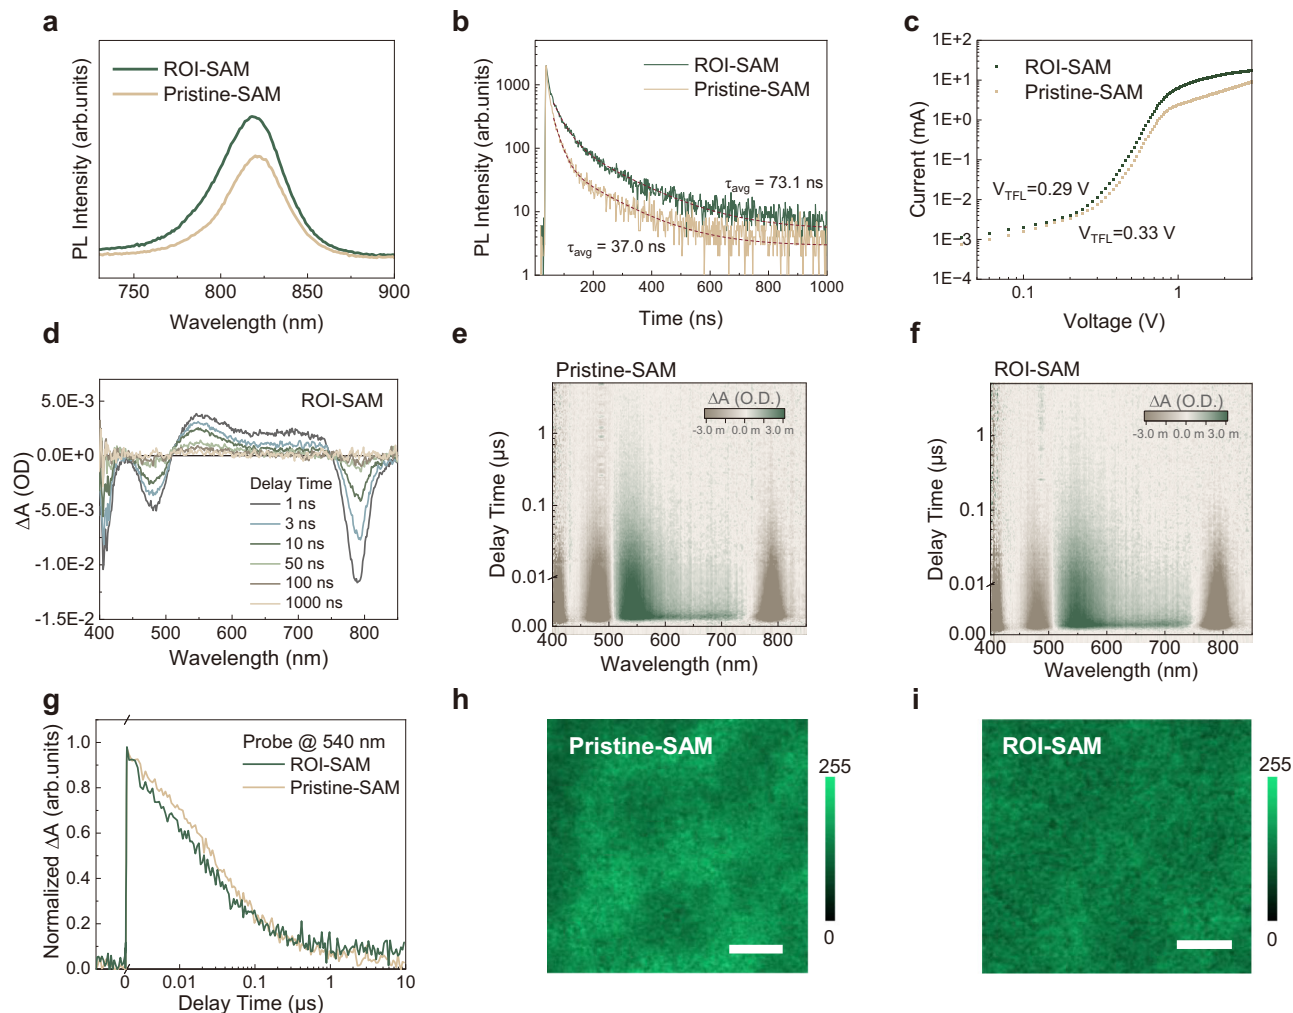 a
PL Intensity (arb.units)
ROI-SAM
Pristine-SAM
750
800
850
900
Wavelength (nm)
b
PL Intensity (arb.units)
1000
100
10
1
ROI-SAM
Pristine-SAM
τavg = 73.1 ns
τavg = 37.0 ns
200
400
600
800
1000
Time (ns)
c
Current (mA)
1E+2
1E+1
1E+0
1E−1
1E−2
1E−3
1E−4
ROI-SAM
Pristine-SAM
VTFL=0.29 V
VTFL=0.33 V
0.1
1
Voltage (V)
d
ΔA (OD)
5.0E-3
0.0E+0
-5.0E-3
-1.0E-2
-1.5E-2
ROI-SAM
Delay Time
1 ns
3 ns
10 ns
50 ns
100 ns
1000 ns
400
500
600
700
800
Wavelength (nm)
e
Pristine-SAM
ΔA (O.D.)
-3.0 m 0.0 m 3.0 m
Delay Time (μs)
1
0.1
0.01
0.00
400
500
600
700
800
Wavelength (nm)
f
ROI-SAM
ΔA (O.D.)
-3.0 m 0.0 m 3.0 m
Delay Time (μs)
1
0.1
0.01
0.00
400
500
600
700
800
Wavelength (nm)
g
Normalized ΔA (arb.units)
1.0
0.8
0.6
0.4
0.2
0.0
Probe @ 540 nm
ROI-SAM
Pristine-SAM
0
0.01
0.1
1
10
Delay Time (μs)
h
Pristine-SAM
255
0
i
ROI-SAM
255
0